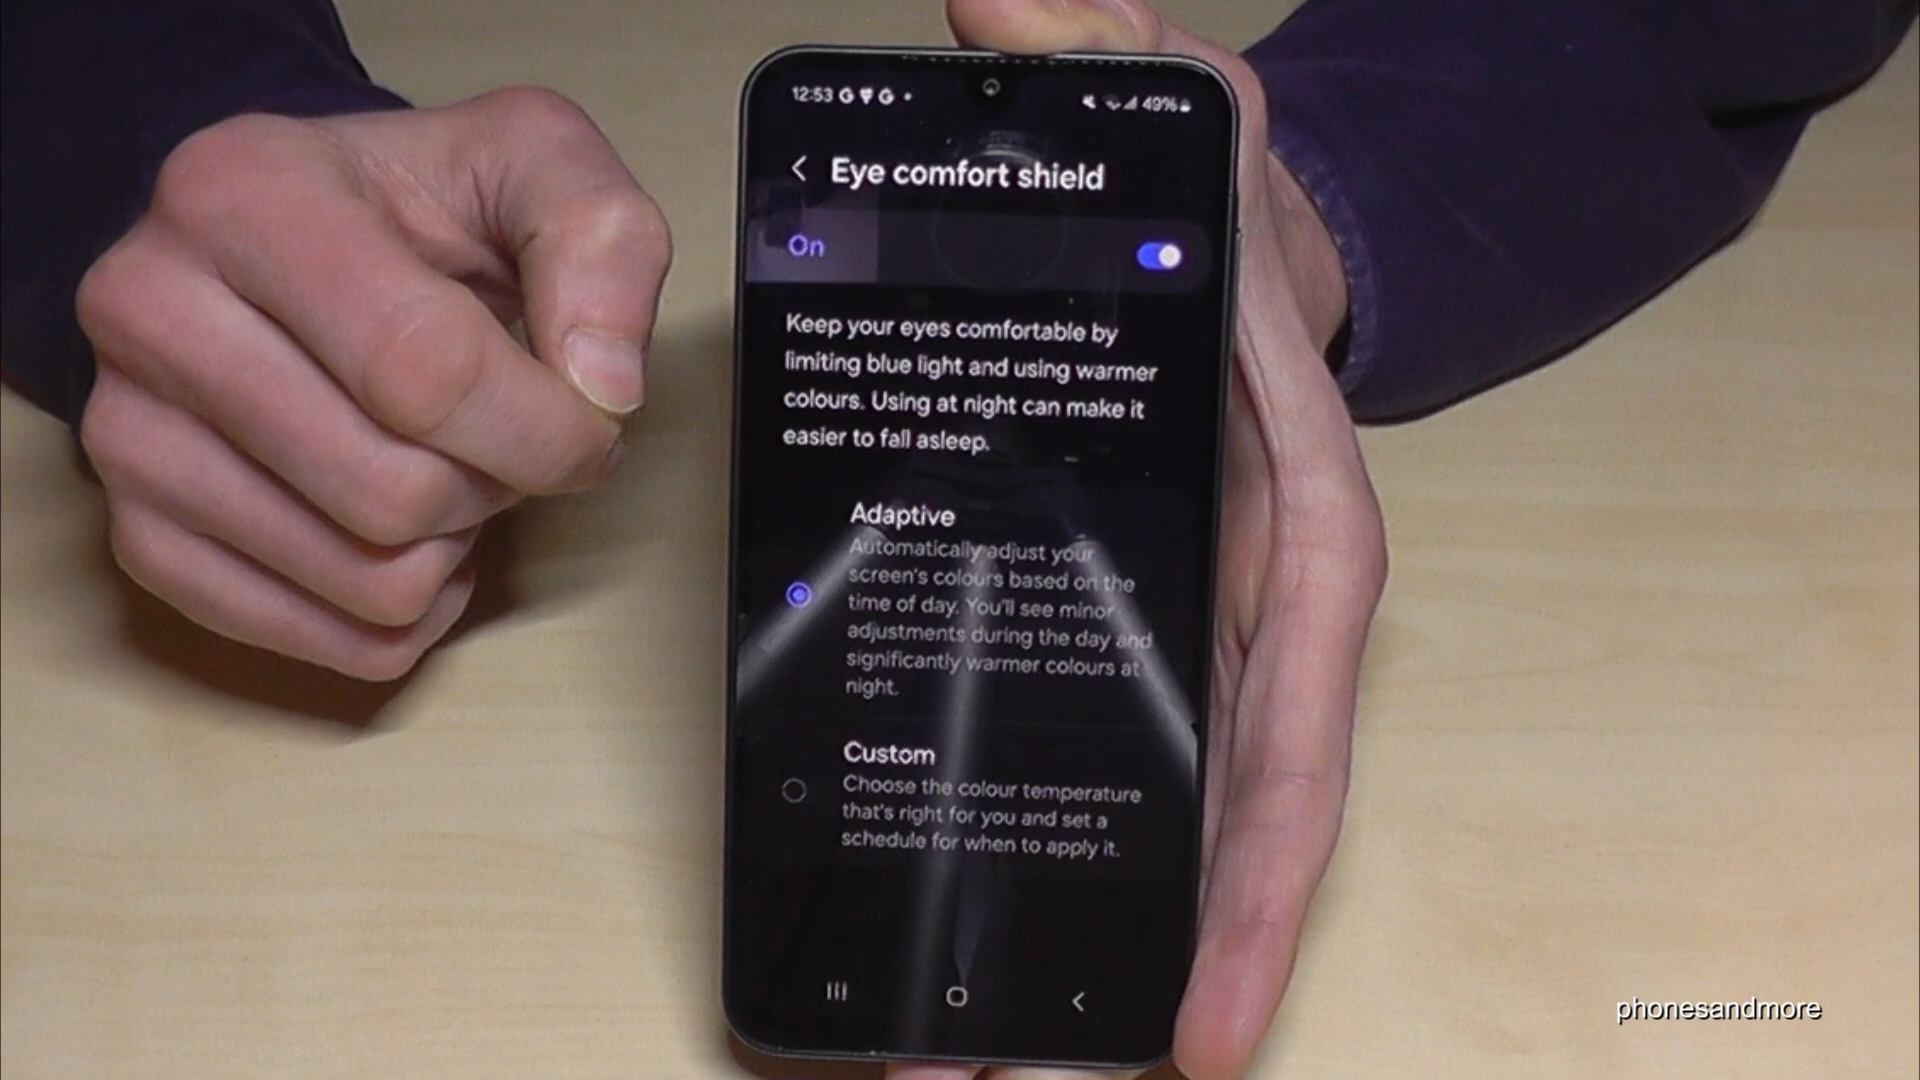 12:53 G G 49%
Eye comfort shield
On
Keep your eyes comfortable by
limiting blue light and using warmer
colours. Using at night can make it
easier to fall asleep.
Adaptive
Automatically adjust your
screen's colours based on the
time of day. You'll see minor
adjustments during the day and
significantly warmer colours at
night.
Custom
Choose the colour temperature
that's right for you and set a
schedule for when to apply it.
phonesandmore